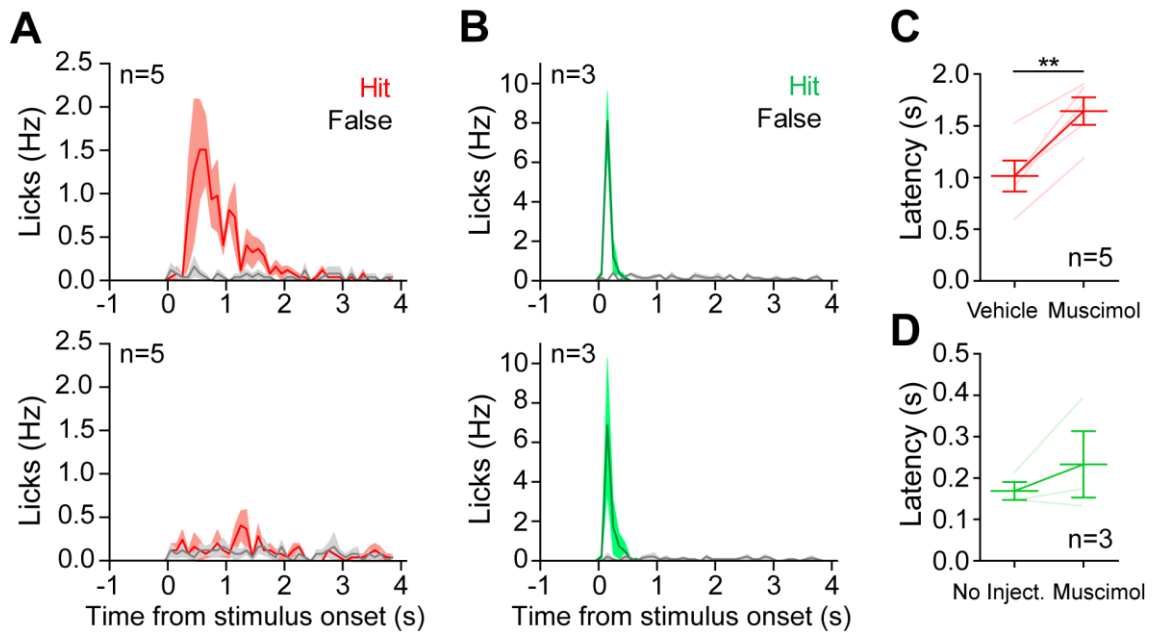 A
n=5
Hit
False
Licks (Hz)
2.5
2.0
1.5
1.0
0.5
0.0
-1 0 1 2 3 4
n=5
Licks (Hz)
2.5
2.0
1.5
1.0
0.5
0.0
-1 0 1 2 3 4
Time from stimulus onset (s)
B
n=3
Hit
False
Licks (Hz)
10
8
6
4
2
0
-1 0 1 2 3 4
n=3
Licks (Hz)
10
8
6
4
2
0
-1 0 1 2 3 4
Time from stimulus onset (s)
C
**
Latency (s)
2.0
1.5
1.0
0.5
0.0
n=5
Vehicle Muscimol
D
Latency (s)
0.5
0.4
0.3
0.2
0.1
0.0
n=3
No Inject. Muscimol